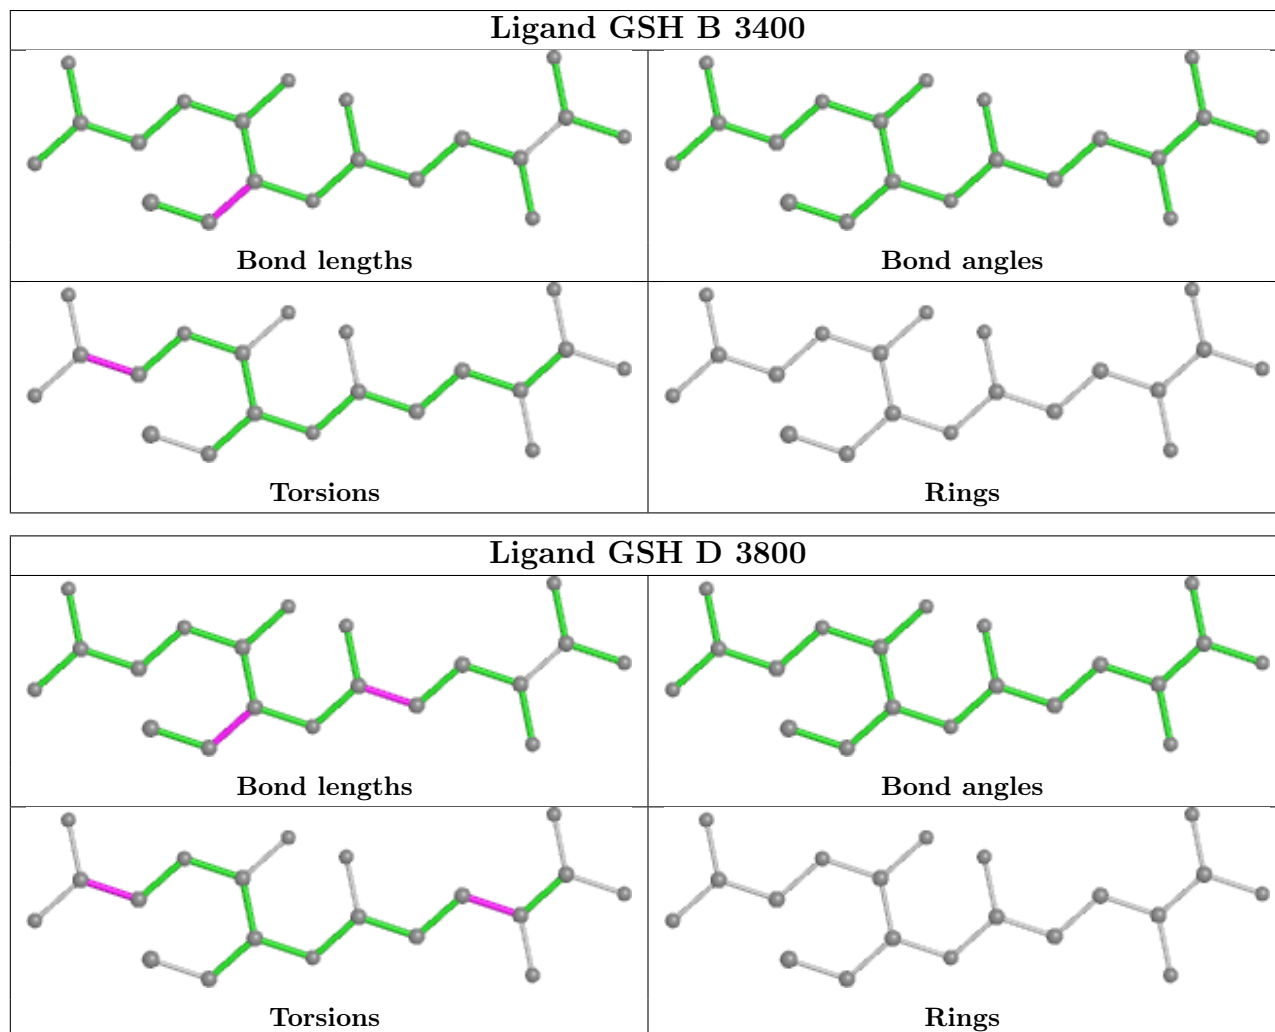 Ligand GSH B 3400
Bond lengths
Bond angles
Torsions
Rings
Ligand GSH D 3800
Bond lengths
Bond angles
Torsions
Rings